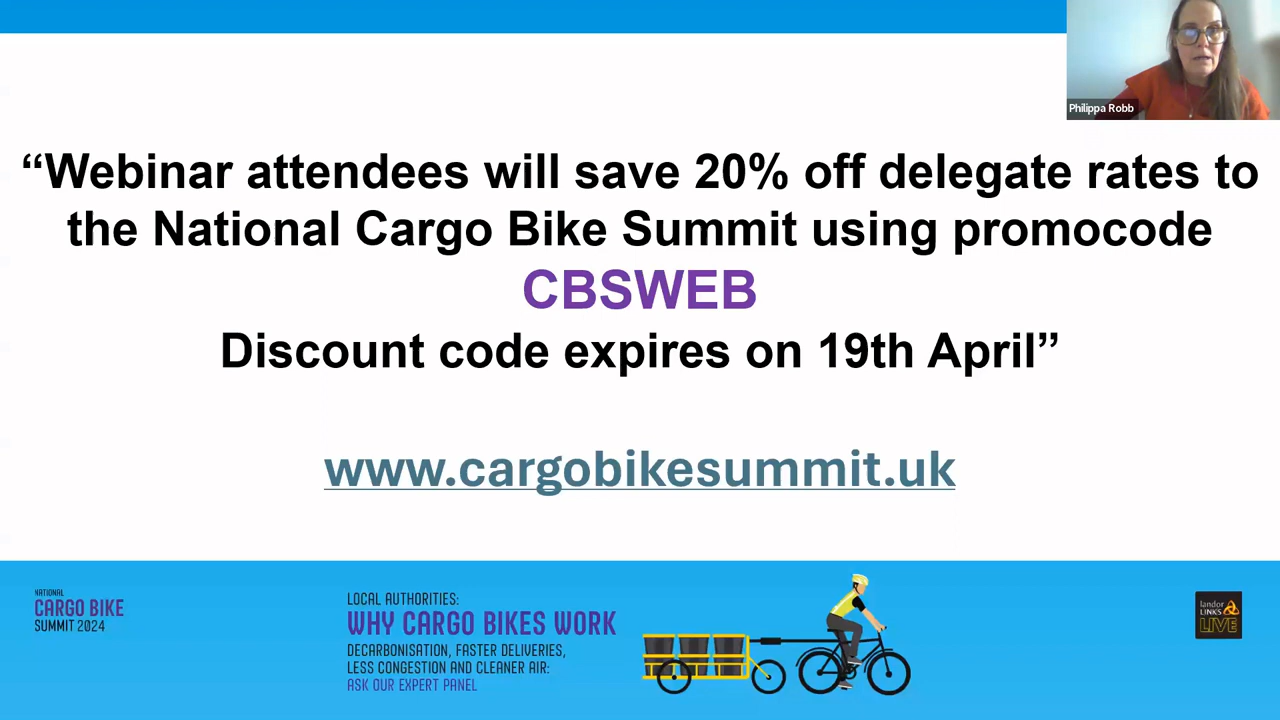 Philippa Robb
“Webinar attendees will save 20% off delegate rates to
the National Cargo Bike Summit using promocode
CBSWEB
Discount code expires on 19th April”
www.cargobikesummit.uk
NATIONAL
CARGO BIKE
SUMMIT 2024
LOCAL AUTHORITIES:
WHY CARGO BIKES WORK
DECARBONISATION, FASTER DELIVERIES,
LESS CONGESTION AND CLEANER AIR:
ASK OUR EXPERT PANEL
landor
LINKS
LIVE